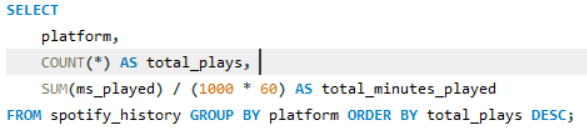 SELECT
platform,
COUNT(*) AS total_plays,
SUM(ms_played) / (1000 * 60) AS total_minutes_played
FROM spotify_history GROUP BY platform ORDER BY total_plays DESC;